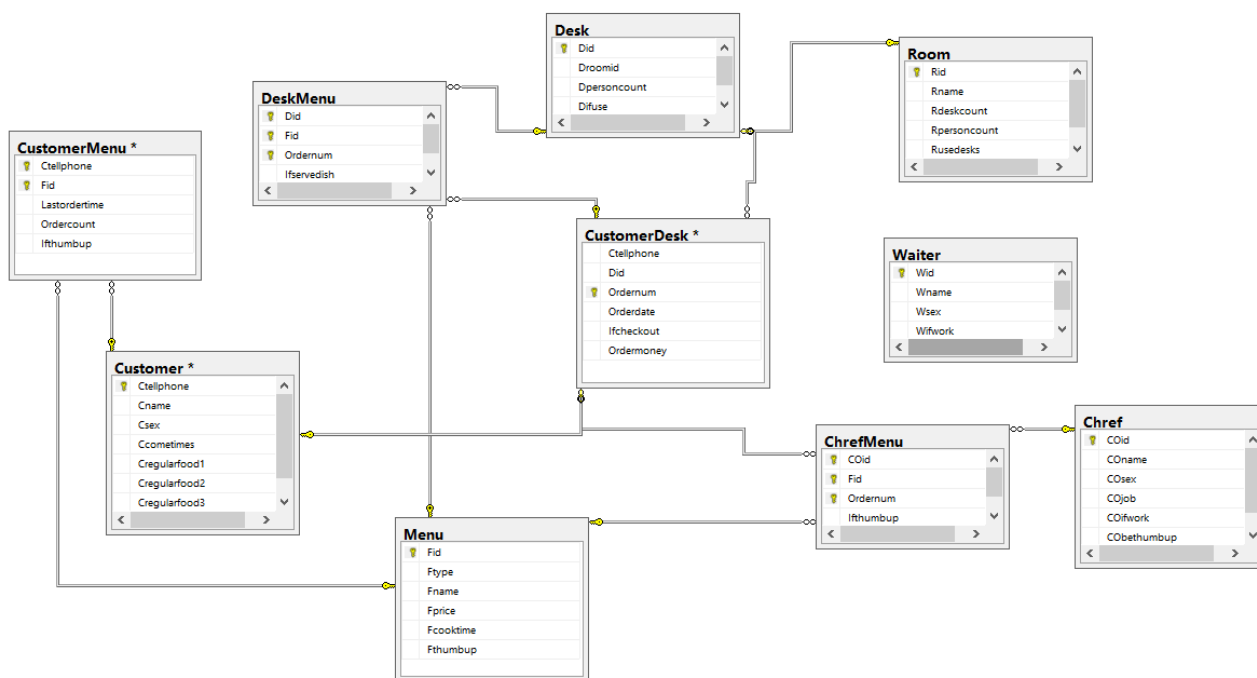 Desk
Did
Droomid
Dpersoncount
Difuse
Room
Rid
Rname
Rdeskcount
Rpersoncount
Rusedesks
DeskMenu
Did
Fid
Ordernum
Ifservedish
CustomerMenu *
Ctellphone
Fid
Lastordertime
Ordercount
Ifthumbup
CustomerDesk *
Ctellphone
Did
Ordernum
Orderdate
Ifcheckout
Ordermoney
Waiter
Wid
Wname
Wsex
Wifwork
Customer *
Ctellphone
Cname
Csex
Ccometimes
Cregularfood1
Cregularfood2
Cregularfood3
ChrefMenu
COid
Fid
Ordernum
Ifthumbup
Chref
COid
COname
COsex
COjob
COifwork
CObethumbup
Menu
Fid
Ftype
Fname
Fprice
Fcooktime
Fthumbup